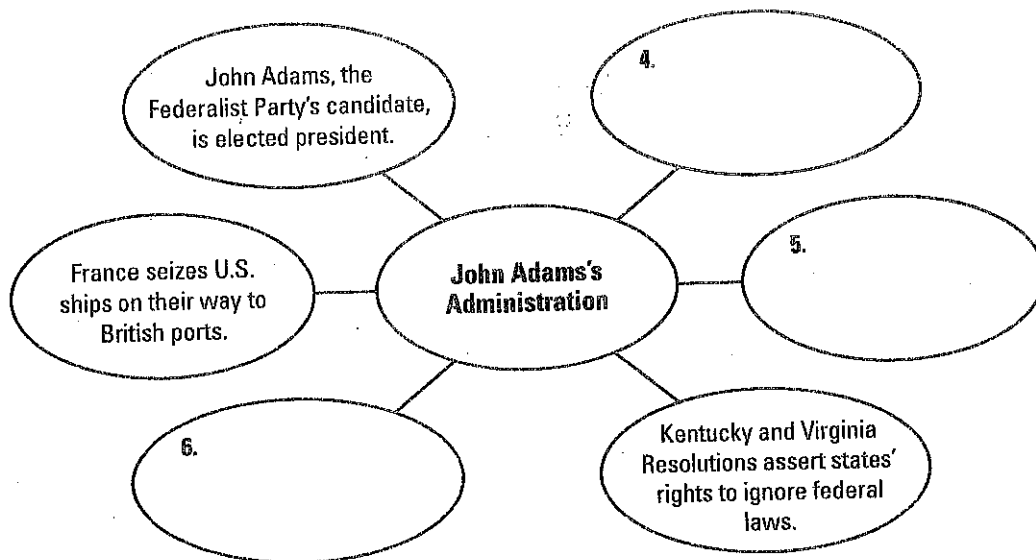 John Adams, the
Federalist Party's candidate,
is elected president.
4.
France seizes U.S.
ships on their way to
British ports.
John Adams's
Administration
5.
6.
Kentucky and Virginia
Resolutions assert states'
rights to ignore federal
laws.